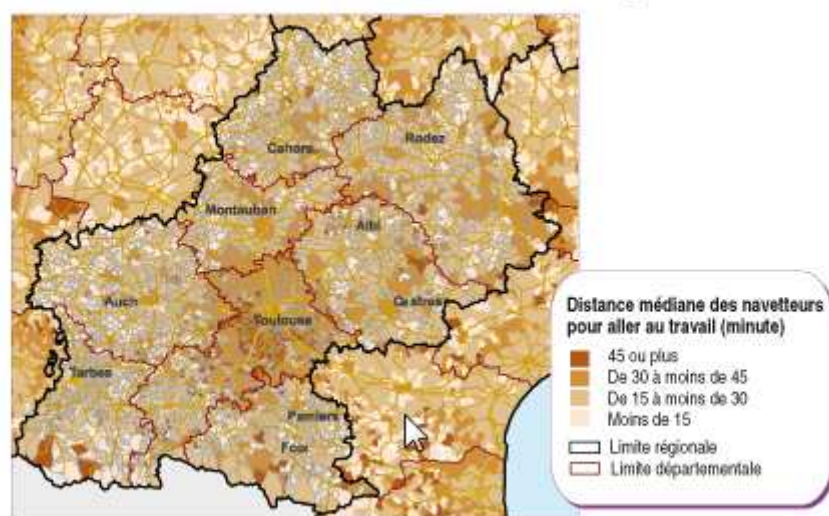 Cahors
Rodez
Montauban
Albi
Auch
Castres
Toulouse
Tarbes
Pamiers
Foix
Distance médiane des navetteurs
pour aller au travail (minute)
45 ou plus
De 30 à moins de 45
De 15 à moins de 30
Moins de 15
Limite régionale
Limite départementale